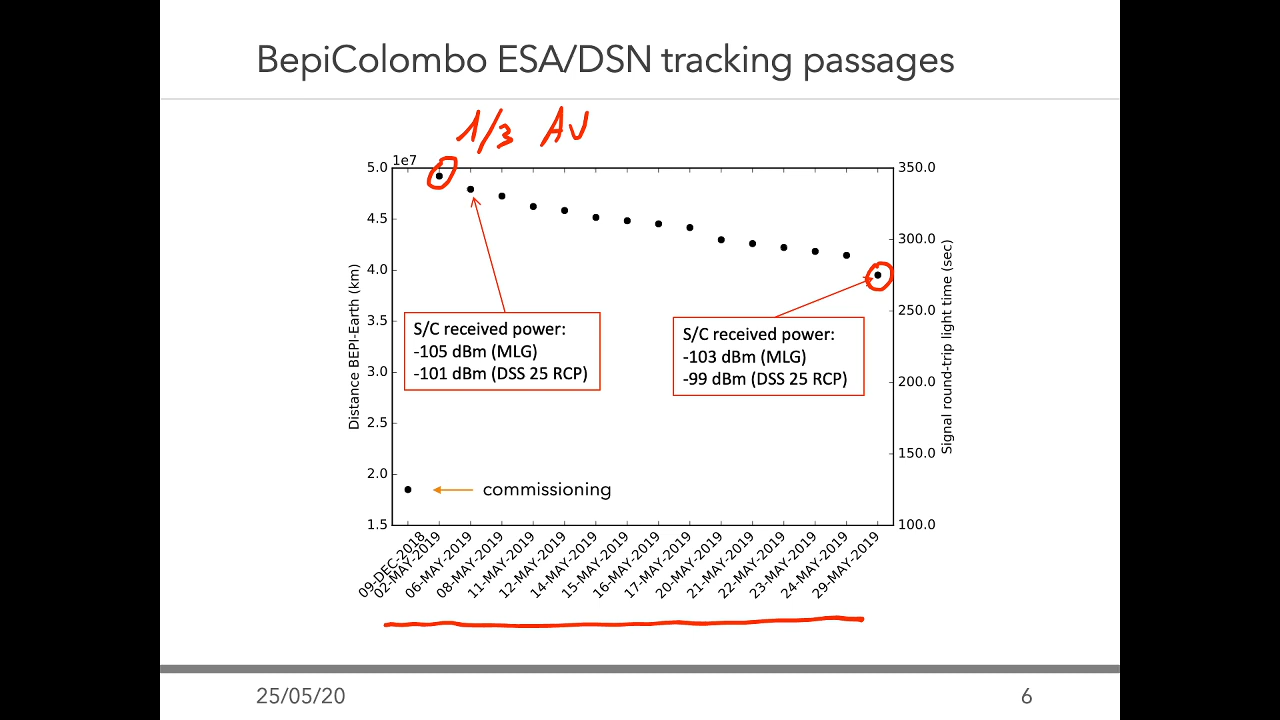 BepiColombo ESA/DSN tracking passages
1/3 AU
1e7
5.0
4.5
4.0
3.5
3.0
2.5
2.0
1.5
Distance BEPI-Earth (km)
S/C received power:
-105 dBm (MLG)
-101 dBm (DSS 25 RCP)
S/C received power:
-103 dBm (MLG)
-99 dBm (DSS 25 RCP)
commissioning
350.0
300.0
250.0
200.0
150.0
100.0
Signal round-trip light time (sec)
09-DEC-2018
02-MAY-2019
06-MAY-2019
08-MAY-2019
11-MAY-2019
12-MAY-2019
14-MAY-2019
15-MAY-2019
16-MAY-2019
17-MAY-2019
20-MAY-2019
21-MAY-2019
22-MAY-2019
23-MAY-2019
24-MAY-2019
29-MAY-2019
25/05/20
6